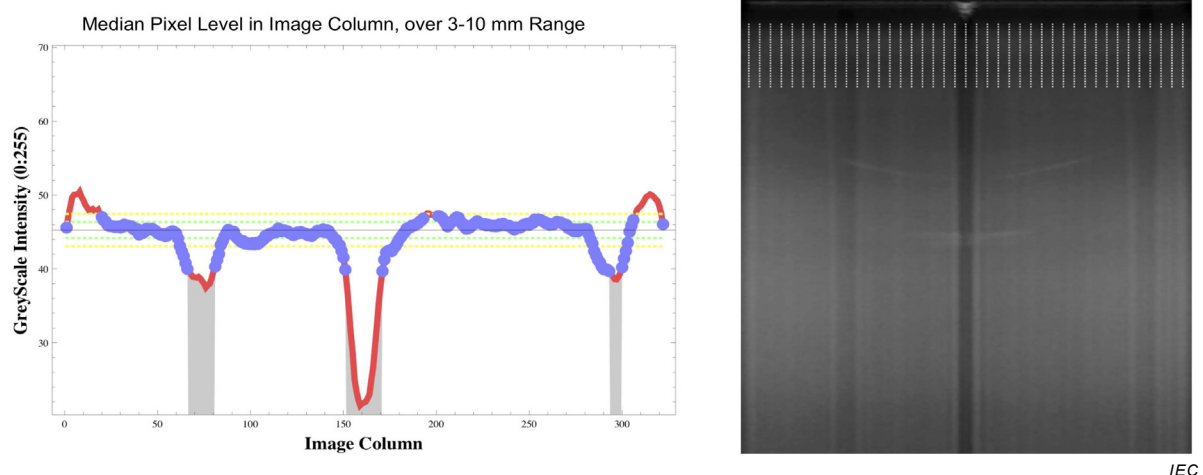 Median Pixel Level in Image Column, over 3-10 mm Range
GreyScale Intensity (0:255)
70
60
50
40
30
0 50 100 150 200 250 300
Image Column
IEC